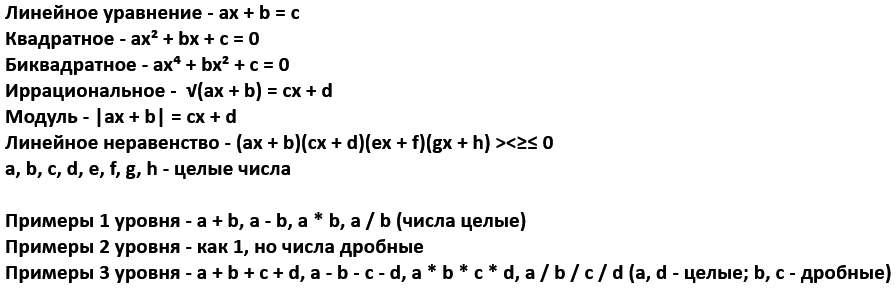 Линейное уравнение - ax + b = c
Квадратное - ax² + bx + c = 0
Биквадратное - ax⁴ + bx² + c = 0
Иррациональное -  √(ax + b) = cx + d
Модуль - |ax + b| = cx + d
Линейное неравенство - (ax + b)(cx + d)(ex + f)(gx + h) ><≥≤ 0
a, b, c, d, e, f, g, h - целые числа
Примеры 1 уровня - a + b, a - b, a * b, a / b (числа целые)
Примеры 2 уровня - как 1, но числа дробные
Примеры 3 уровня - a + b + c + d, a - b - c - d, a * b * c * d, a / b / c / d (a, d - целые; b, c - дробные)